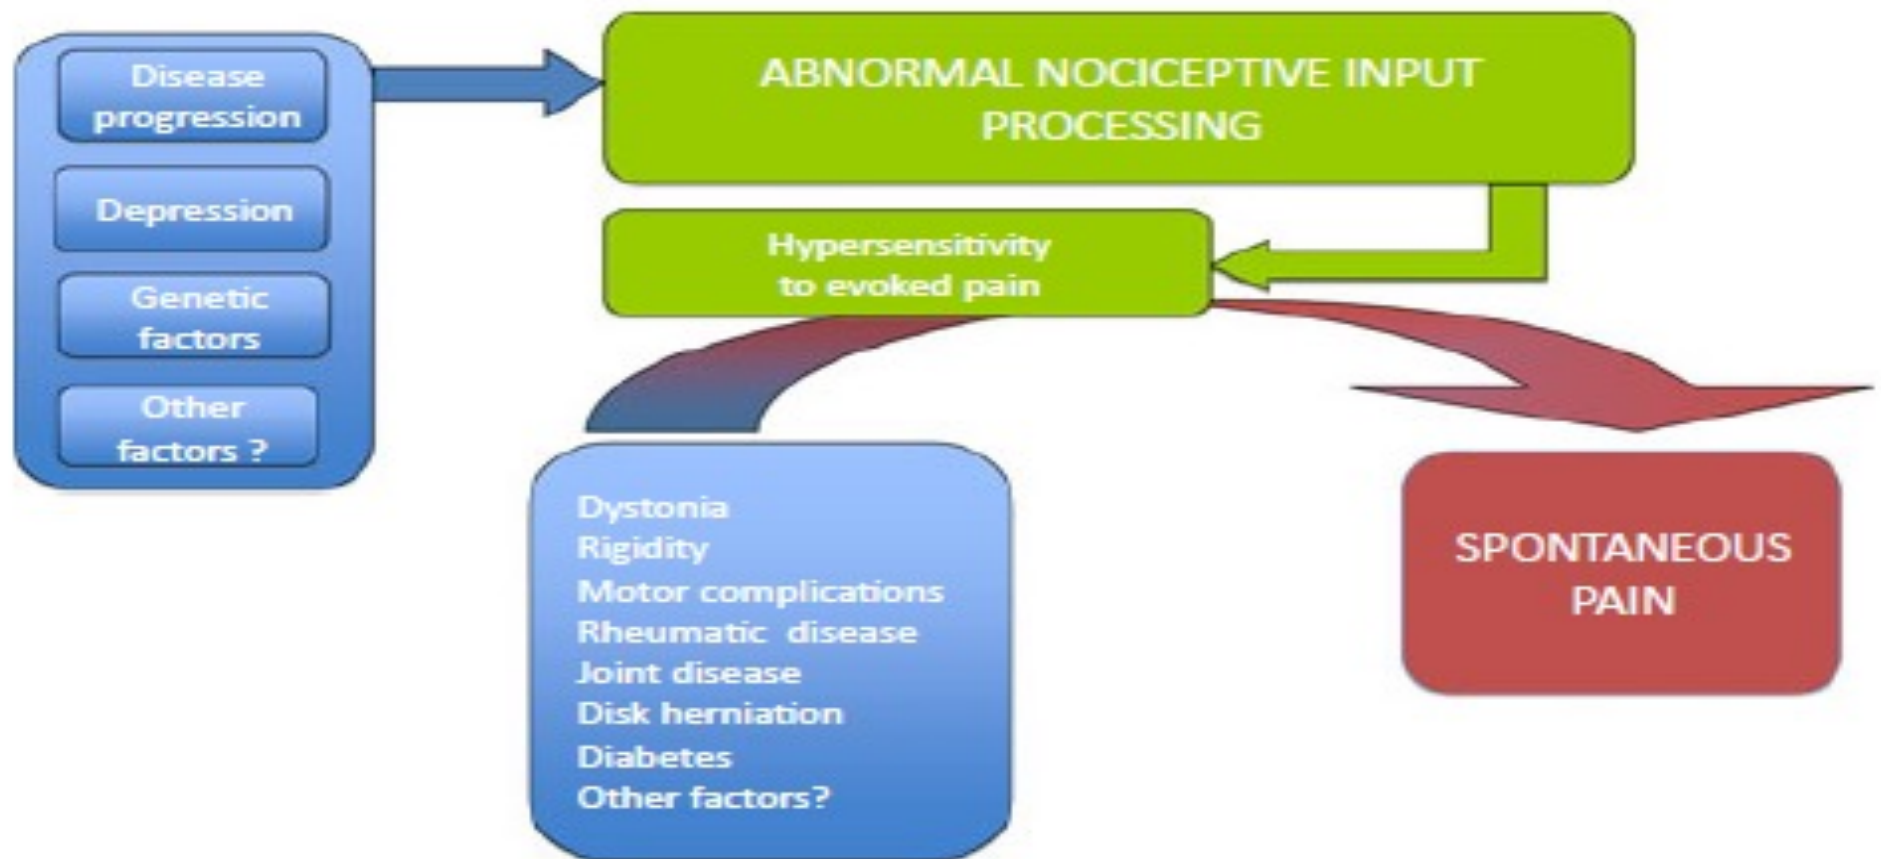 Disease
progression
Depression
Genetic
factors
Other
factors ?
ABNORMAL NOCICEPTIVE INPUT
PROCESSING
Hypersensitivity
to evoked pain
Dystonia
Rigidity
Motor complications
Rheumatic disease
Joint disease
Disk herniation
Diabetes
Other factors?
SPONTANEOUS
PAIN